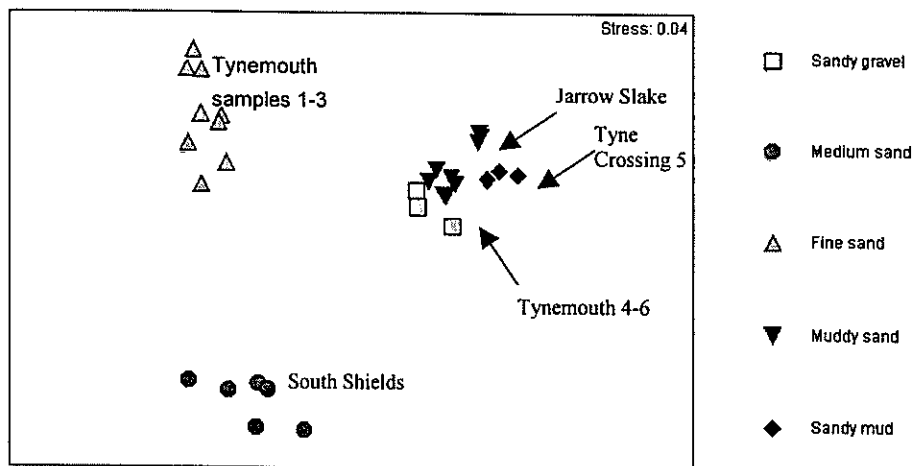 Stress: 0.04
Tynemouth
samples 1-3
Jarrow Slake
Tyne
Crossing 5
Tynemouth 4-6
South Shields
Sandy gravel
Medium sand
Fine sand
Muddy sand
Sandy mud